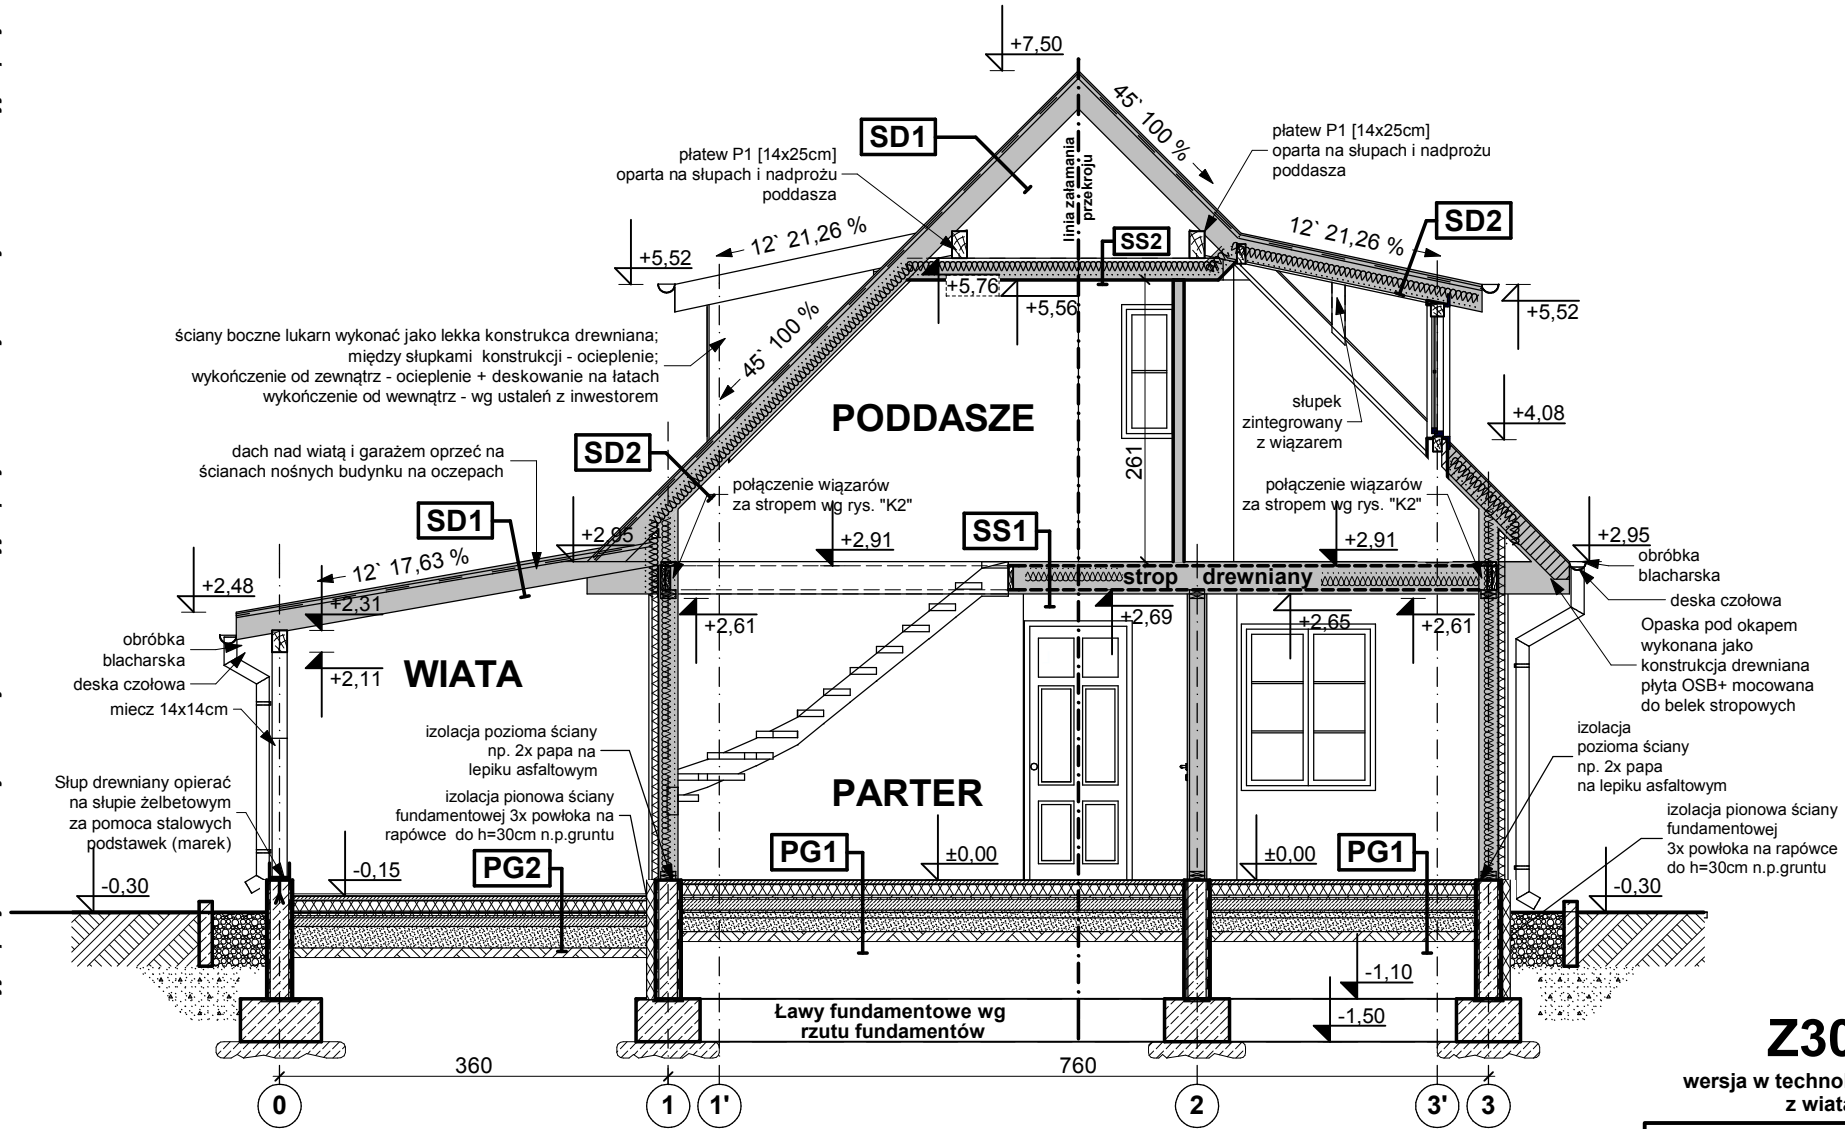 +7,50
45` 100 %
SD1
płatew P1 [14x25cm]
oparta na słupach i nadprożu
poddasza
płatew P1 [14x25cm]
oparta na słupach i nadprożu
poddasza
linia załamania
przekroju
12` 21,26 %
SS2
12` 21,26 %
SD2
+5,52
+5,76
+5,56
+5,52
ściany boczne lukarn wykonać jako lekka konstrukca drewniana;
między słupkami konstrukcji - ocieplenie;
wykończenie od zewnątrz - ocieplenie + deskowanie na łatach
wykończenie od wewnątrz - wg ustaleń z inwestorem
45` 100 %
PODDASZE
słupek
zintegrowany
z wiązarem
+4,08
dach nad wiatą i garażem oprzeć na
ścianach nośnych budynku na oczepach
SD2
261
połączenie wiązarów
za stropem wg rys. "K2"
połączenie wiązarów
za stropem wg rys. "K2"
SD1
SS1
+2,95
+2,91
+2,91
+2,95
obróbka
blacharska
12` 17,63 %
strop drewniany
+2,48
+2,31
deska czołowa
+2,61
+2,69
+2,65
+2,61
Opaska pod okapem
wykonana jako
konstrukcja drewniana
płyta OSB+ mocowana
do belek stropowych
obróbka
blacharska
deska czołowa
miecz 14x14cm
+2,11
WIATA
izolacja pozioma ściany
np. 2x papa na
lepiku asfaltowym
izolacja
pozioma ściany
np. 2x papa
na lepiku asfaltowym
Słup drewniany opierać
na słupie żelbetowym
za pomoca stalowych
podstawek (marek)
izolacja pionowa ściany
fundamentowej 3x powłoka na
rapówce do h=30cm n.p.gruntu
PARTER
izolacja pionowa ściany
fundamentowej
3x powłoka na rapówce
do h=30cm n.p.gruntu
PG2
PG1
±0,00
±0,00
PG1
-0,30
-0,15
-0,30
-1,10
-1,50
Ławy fundamentowe wg
rzutu fundamentów
360
760
0
1
1'
2
3'
3
Z30
wersja w techno
z wiat